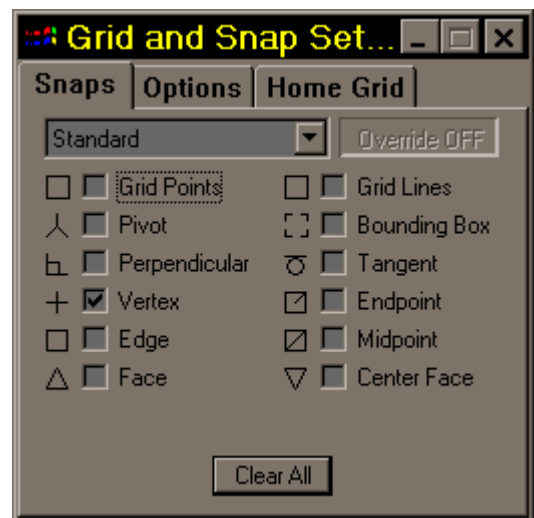 Grid and Snap Set...
Snaps Options Home Grid
Standard Override OFF
Grid Points Grid Lines
Pivot Bounding Box
Perpendicular Tangent
Vertex Endpoint
Edge Midpoint
Face Center Face
Clear All